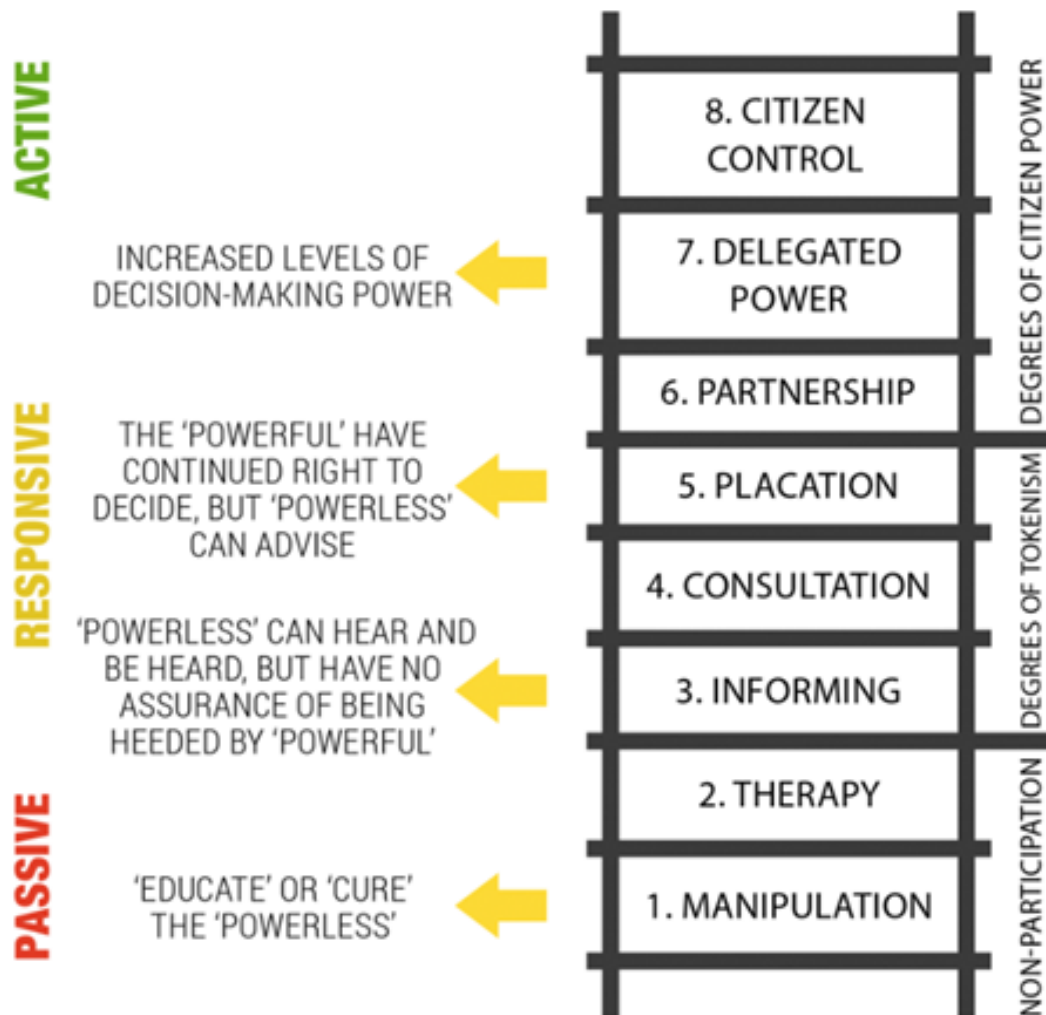 ACTIVE
RESPONSIVE
PASSIVE
INCREASED LEVELS OF
DECISION-MAKING POWER
THE ‘POWERFUL’ HAVE
CONTINUED RIGHT TO
DECIDE, BUT ‘POWERLESS’
CAN ADVISE
‘POWERLESS’ CAN HEAR AND
BE HEARD, BUT HAVE NO
ASSURANCE OF BEING
HEEDED BY ‘POWERFUL’
‘EDUCATE’ OR ‘CURE’
THE ‘POWERLESS’
8. CITIZEN
CONTROL
7. DELEGATED
POWER
6. PARTNERSHIP
5. PLACATION
4. CONSULTATION
3. INFORMING
2. THERAPY
1. MANIPULATION
DEGREES OF CITIZEN POWER
DEGREES OF TOKENISM
NON-PARTICIPATION